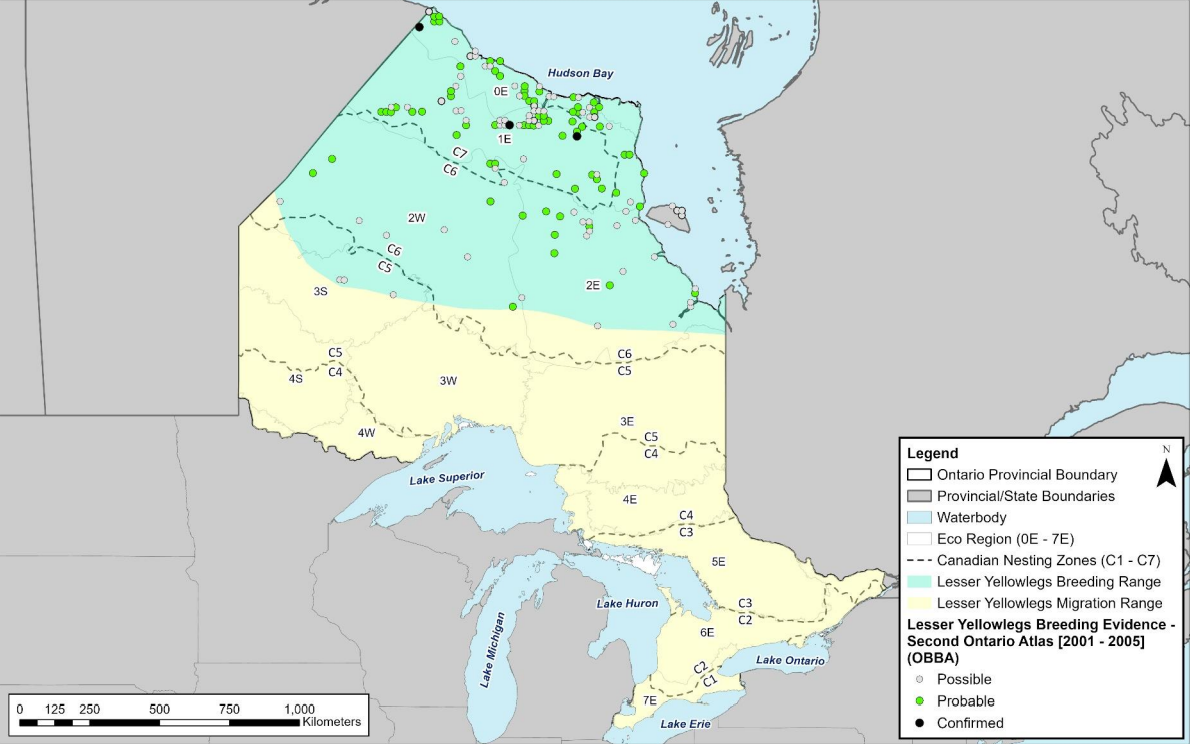 Hudson Bay
0E
1E
C7
C6
2W
C6
C5
2E
3S
C5
C4
C6
C5
4S
3W
3E
4W
C5
C4
Lake Superior
4E
C4
C3
5E
Lake Huron
C3
C2
6E
Lake Michigan
Lake Ontario
C2
C1
7E
Lake Erie
0 125 250 500 750 1,000
Kilometers
Legend
N
Ontario Provincial Boundary
Provincial/State Boundaries
Waterbody
Eco Region (0E - 7E)
Canadian Nesting Zones (C1 - C7)
Lesser Yellowlegs Breeding Range
Lesser Yellowlegs Migration Range
Lesser Yellowlegs Breeding Evidence -
Second Ontario Atlas [2001 - 2005]
(OBBA)
Possible
Probable
Confirmed